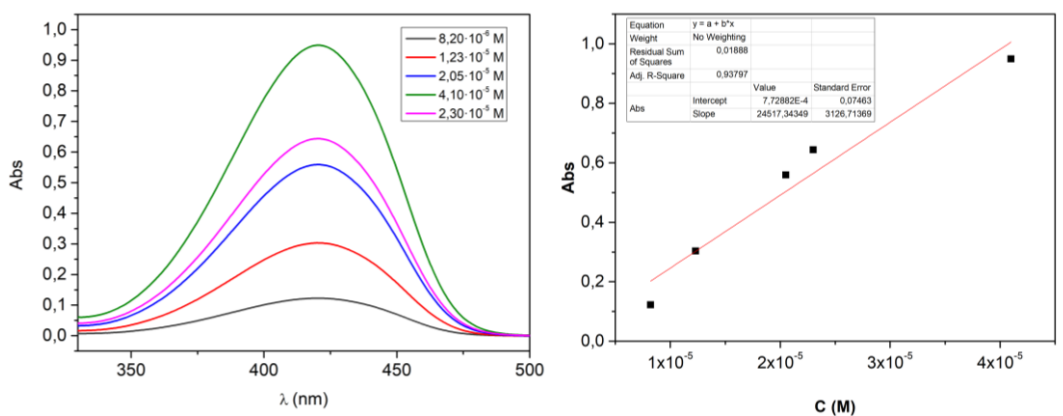 1,0
0,9
0,8
0,7
0,6
0,5
0,4
0,3
0,2
0,1
0,0
Abs
8,20·10⁻⁶ M
1,23·10⁻⁵ M
2,05·10⁻⁵ M
4,10·10⁻⁵ M
2,30·10⁻⁵ M
350 400 450 500
λ (nm)
1,0
0,8
0,6
0,4
0,2
0,0
Abs
Equation y = a + b*x
Weight No Weighting
Residual Sum of Squares 0,01888
Adj. R-Square 0,93797
Value Standard Error
Abs Intercept 7,72882E-4 0,07463
Slope 24517,34349 3126,71369
1x10⁻⁵ 2x10⁻⁵ 3x10⁻⁵ 4x10⁻⁵
C (M)